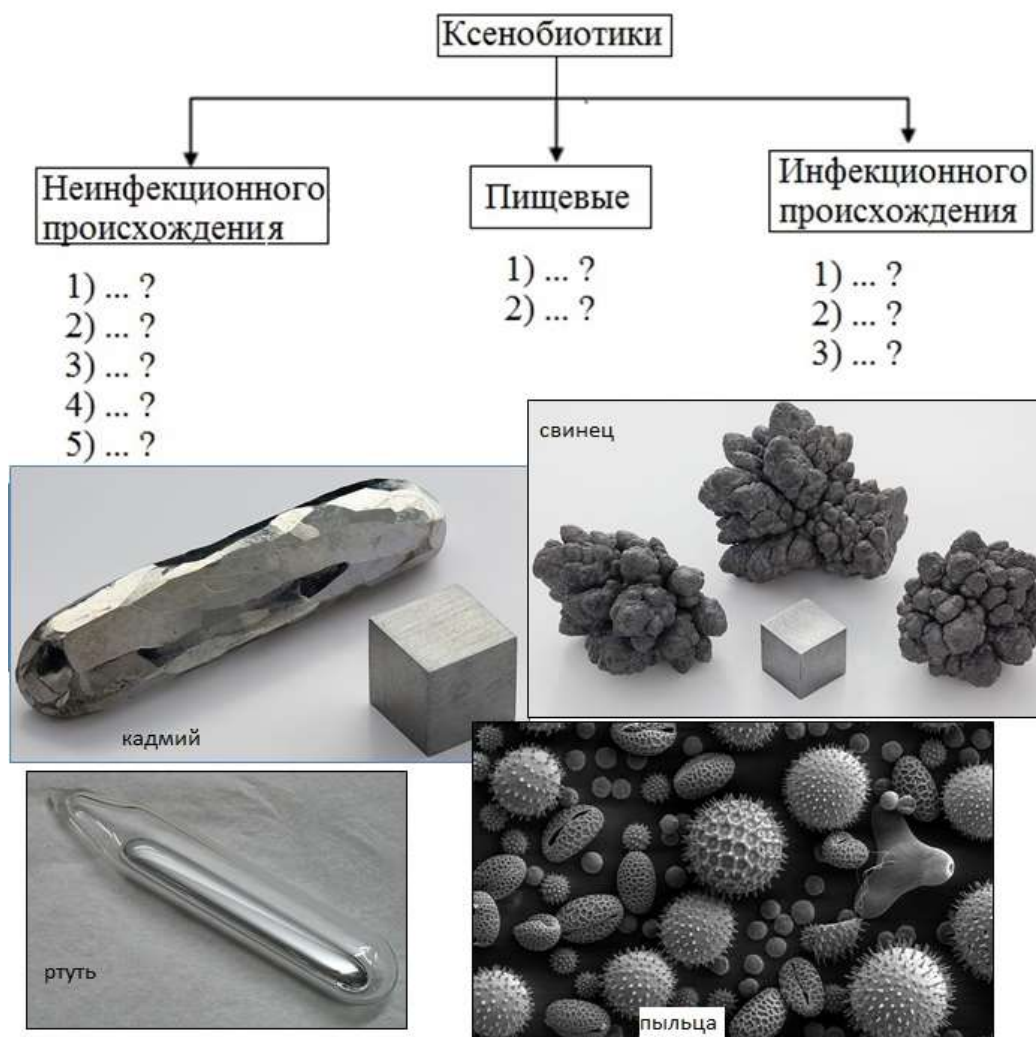 Ксенобиотики
Неинфекционного
происхождения
1) ... ?
2) ... ?
3) ... ?
4) ... ?
5) ... ?
Пищевые
1) ... ?
2) ... ?
Инфекционного
происхождения
1) ... ?
2) ... ?
3) ... ?
свинец
кадмий
ртуть
пыльца